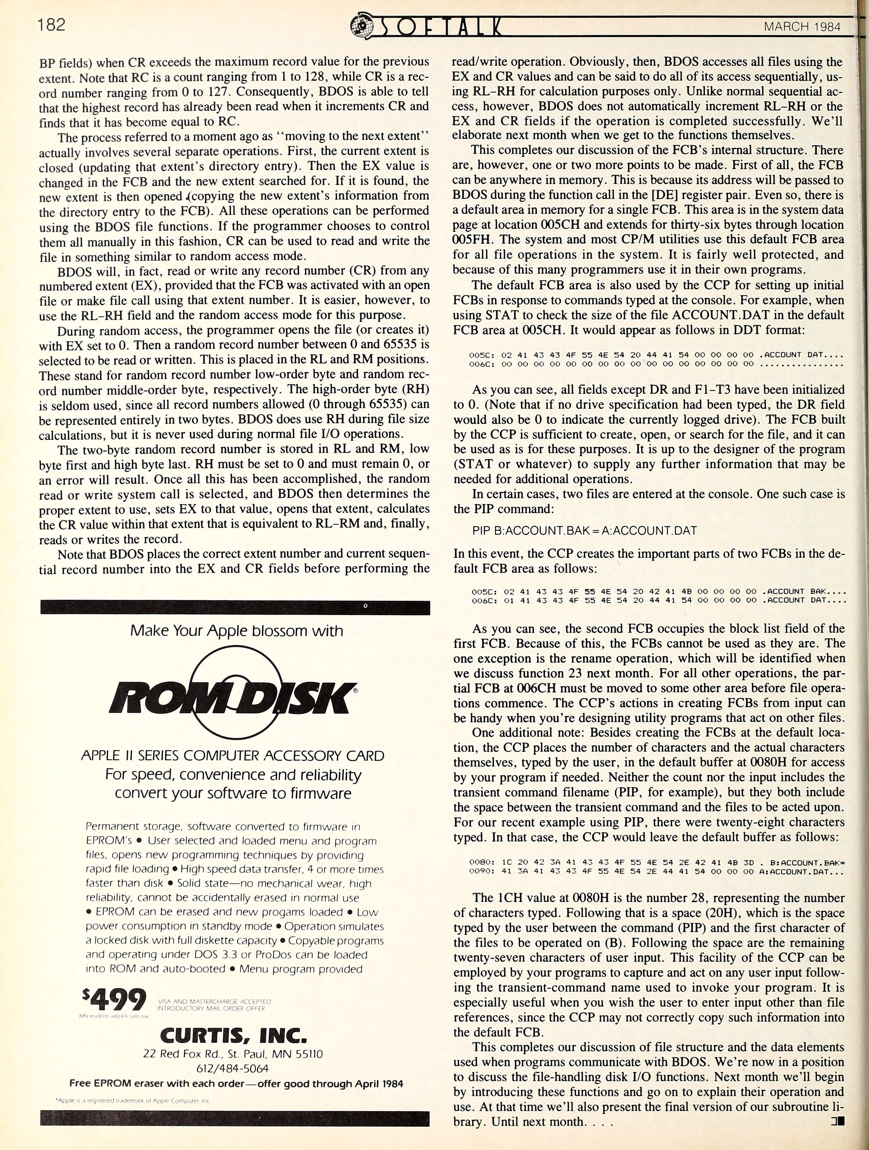 182
SOFTALK
MARCH 1984
BP fields) when CR exceeds the maximum record value for the previous
extent. Note that RC is a count ranging from 1 to 128, while CR is a rec-
ord number ranging from 0 to 127. Consequently, BDOS is able to tell
that the highest record has already been read when it increments CR and
finds that it has become equal to RC.
The process referred to a moment ago as “moving to the next extent”
actually involves several separate operations. First, the current extent is
closed (updating that extent's directory entry). Then the EX value is
changed in the FCB and the new extent searched for. If it is found, the
new extent is then opened (copying the new extent's information from
the directory entry to the FCB). All these operations can be performed
using the BDOS file functions. If the programmer chooses to control
them all manually in this fashion, CR can be used to read and write the
file in something similar to random access mode.
BDOS will, in fact, read or write any record number (CR) from any
numbered extent (EX), provided that the FCB was activated with an open
file or make file call using that extent number. It is easier, however, to
use the RL-RH field and the random access mode for this purpose.
During random access, the programmer opens the file (or creates it)
with EX set to 0. Then a random record number between 0 and 65535 is
selected to be read or written. This is placed in the RL and RM positions.
These stand for random record number low-order byte and random rec-
ord number middle-order byte, respectively. The high-order byte (RH)
is seldom used, since all record numbers allowed (0 through 65535) can
be represented entirely in two bytes. BDOS does use RH during file size
calculations, but it is never used during normal file I/O operations.
The two-byte random record number is stored in RL and RM, low
byte first and high byte last. RH must be set to 0 and must remain 0, or
an error will result. Once all this has been accomplished, the random
read or write system call is selected, and BDOS then determines the
proper extent to use, sets EX to that value, opens that extent, calculates
the CR value within that extent that is equivalent to RL-RM and, finally,
reads or writes the record.
Note that BDOS places the correct extent number and current sequen-
tial record number into the EX and CR fields before performing the
Make Your Apple blossom with
ROM DISK®
APPLE II SERIES COMPUTER ACCESSORY CARD
For speed, convenience and reliability
convert your software to firmware
Permanent storage, software converted to firmware in
EPROM's ● User selected and loaded menu and program
files, opens new programming techniques by providing
rapid file loading ● High speed data transfer, 4 or more times
faster than disk ● Solid state—no mechanical wear, high
reliability, cannot be accidentally erased in normal use
● EPROM can be erased and new progams loaded ● Low
power consumption in standby mode ● Operation simulates
a locked disk with full diskette capacity ● Copyable programs
and operating under DOS 3.3 or ProDos can be loaded
into ROM and auto-booted ● Menu program provided
$499
VISA AND MASTERCHARGE ACCEPTED
INTRODUCTORY MAIL ORDER OFFER
MN residents add 6% sales tax
CURTIS, INC.
22 Red Fox Rd., St. Paul, MN 55110
612/484-5064
Free EPROM eraser with each order—offer good through April 1984
*Apple is a registered trademark of Apple Computer Inc
read/write operation. Obviously, then, BDOS accesses all files using the
EX and CR values and can be said to do all of its access sequentially, us-
ing RL-RH for calculation purposes only. Unlike normal sequential ac-
cess, however, BDOS does not automatically increment RL-RH or the
EX and CR fields if the operation is completed successfully. We'll
elaborate next month when we get to the functions themselves.
This completes our discussion of the FCB's internal structure. There
are, however, one or two more points to be made. First of all, the FCB
can be anywhere in memory. This is because its address will be passed to
BDOS during the function call in the [DE] register pair. Even so, there is
a default area in memory for a single FCB. This area is in the system data
page at location 005CH and extends for thirty-six bytes through location
005FH. The system and most CP/M utilities use this default FCB area
for all file operations in the system. It is fairly well protected, and
because of this many programmers use it in their own programs.
The default FCB area is also used by the CCP for setting up initial
FCBs in response to commands typed at the console. For example, when
using STAT to check the size of the file ACCOUNT.DAT in the default
FCB area at 005CH. It would appear as follows in DDT format:
005C: 02 41 43 43 4F 55 4E 54 20 44 41 54 00 00 00 00 .ACCOUNT DAT....
006C: 00 00 00 00 00 00 00 00 00 00 00 00 00 00 00 00 ................
As you can see, all fields except DR and F1-T3 have been initialized
to 0. (Note that if no drive specification had been typed, the DR field
would also be 0 to indicate the currently logged drive). The FCB built
by the CCP is sufficient to create, open, or search for the file, and it can
be used as is for these purposes. It is up to the designer of the program
(STAT or whatever) to supply any further information that may be
needed for additional operations.
In certain cases, two files are entered at the console. One such case is
the PIP command:
PIP B:ACCOUNT.BAK = A:ACCOUNT.DAT
In this event, the CCP creates the important parts of two FCBs in the de-
fault FCB area as follows:
005C: 02 41 43 43 4F 55 4E 54 20 42 41 4B 00 00 00 00 .ACCOUNT BAK....
006C: 01 41 43 43 4F 55 4E 54 20 44 41 54 00 00 00 00 .ACCOUNT DAT....
As you can see, the second FCB occupies the block list field of the
first FCB. Because of this, the FCBs cannot be used as they are. The
one exception is the rename operation, which will be identified when
we discuss function 23 next month. For all other operations, the par-
tial FCB at 006CH must be moved to some other area before file opera-
tions commence. The CCP's actions in creating FCBs from input can
be handy when you're designing utility programs that act on other files.
One additional note: Besides creating the FCBs at the default loca-
tion, the CCP places the number of characters and the actual characters
themselves, typed by the user, in the default buffer at 0080H for access
by your program if needed. Neither the count nor the input includes the
transient command filename (PIP, for example), but they both include
the space between the transient command and the files to be acted upon.
For our recent example using PIP, there were twenty-eight characters
typed. In that case, the CCP would leave the default buffer as follows:
0080: 1C 20 42 3A 41 43 43 4F 55 4E 54 2E 42 41 4B 3D . B:ACCOUNT.BAK=
0090: 41 3A 41 43 43 4F 55 4E 54 2E 44 41 54 00 00 00 A:ACCOUNT.DAT...
The 1CH value at 0080H is the number 28, representing the number
of characters typed. Following that is a space (20H), which is the space
typed by the user between the command (PIP) and the first character of
the files to be operated on (B). Following the space are the remaining
twenty-seven characters of user input. This facility of the CCP can be
employed by your programs to capture and act on any user input follow-
ing the transient-command name used to invoke your program. It is
especially useful when you wish the user to enter input other than file
references, since the CCP may not correctly copy such information into
the default FCB.
This completes our discussion of file structure and the data elements
used when programs communicate with BDOS. We're now in a position
to discuss the file-handling disk I/O functions. Next month we'll begin
by introducing these functions and go on to explain their operation and
use. At that time we'll also present the final version of our subroutine li-
brary. Until next month. . . .